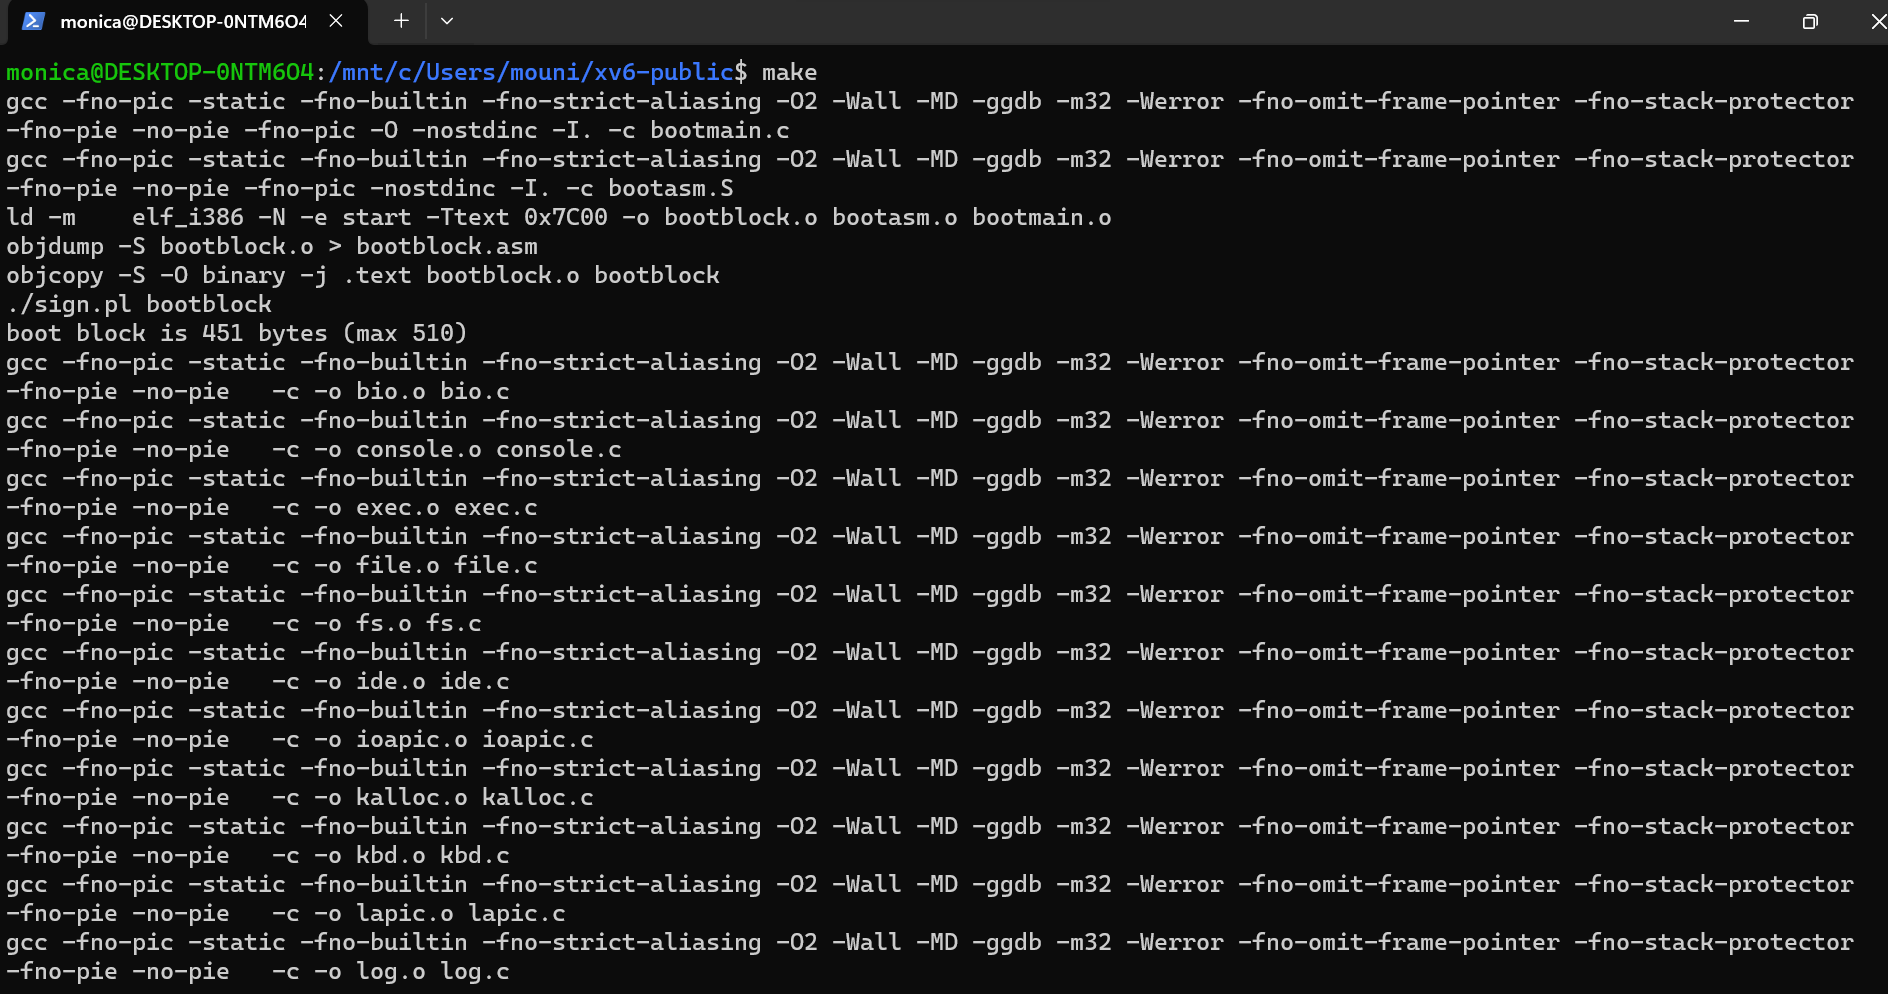 monica@DESKTOP-0NTM6O4
monica@DESKTOP-0NTM6O4:/mnt/c/Users/mouni/xv6-public$ make
gcc -fno-pic -static -fno-builtin -fno-strict-aliasing -O2 -Wall -MD -ggdb -m32 -Werror -fno-omit-frame-pointer -fno-stack-protector
-fno-pie -no-pie -fno-pic -O -nostdinc -I. -c bootmain.c
gcc -fno-pic -static -fno-builtin -fno-strict-aliasing -O2 -Wall -MD -ggdb -m32 -Werror -fno-omit-frame-pointer -fno-stack-protector
-fno-pie -no-pie -fno-pic -nostdinc -I. -c bootasm.S
ld -m    elf_i386 -N -e start -Ttext 0x7C00 -o bootblock.o bootasm.o bootmain.o
objdump -S bootblock.o > bootblock.asm
objcopy -S -O binary -j .text bootblock.o bootblock
./sign.pl bootblock
boot block is 451 bytes (max 510)
gcc -fno-pic -static -fno-builtin -fno-strict-aliasing -O2 -Wall -MD -ggdb -m32 -Werror -fno-omit-frame-pointer -fno-stack-protector
-fno-pie -no-pie   -c -o bio.o bio.c
gcc -fno-pic -static -fno-builtin -fno-strict-aliasing -O2 -Wall -MD -ggdb -m32 -Werror -fno-omit-frame-pointer -fno-stack-protector
-fno-pie -no-pie   -c -o console.o console.c
gcc -fno-pic -static -fno-builtin -fno-strict-aliasing -O2 -Wall -MD -ggdb -m32 -Werror -fno-omit-frame-pointer -fno-stack-protector
-fno-pie -no-pie   -c -o exec.o exec.c
gcc -fno-pic -static -fno-builtin -fno-strict-aliasing -O2 -Wall -MD -ggdb -m32 -Werror -fno-omit-frame-pointer -fno-stack-protector
-fno-pie -no-pie   -c -o file.o file.c
gcc -fno-pic -static -fno-builtin -fno-strict-aliasing -O2 -Wall -MD -ggdb -m32 -Werror -fno-omit-frame-pointer -fno-stack-protector
-fno-pie -no-pie   -c -o fs.o fs.c
gcc -fno-pic -static -fno-builtin -fno-strict-aliasing -O2 -Wall -MD -ggdb -m32 -Werror -fno-omit-frame-pointer -fno-stack-protector
-fno-pie -no-pie   -c -o ide.o ide.c
gcc -fno-pic -static -fno-builtin -fno-strict-aliasing -O2 -Wall -MD -ggdb -m32 -Werror -fno-omit-frame-pointer -fno-stack-protector
-fno-pie -no-pie   -c -o ioapic.o ioapic.c
gcc -fno-pic -static -fno-builtin -fno-strict-aliasing -O2 -Wall -MD -ggdb -m32 -Werror -fno-omit-frame-pointer -fno-stack-protector
-fno-pie -no-pie   -c -o kalloc.o kalloc.c
gcc -fno-pic -static -fno-builtin -fno-strict-aliasing -O2 -Wall -MD -ggdb -m32 -Werror -fno-omit-frame-pointer -fno-stack-protector
-fno-pie -no-pie   -c -o kbd.o kbd.c
gcc -fno-pic -static -fno-builtin -fno-strict-aliasing -O2 -Wall -MD -ggdb -m32 -Werror -fno-omit-frame-pointer -fno-stack-protector
-fno-pie -no-pie   -c -o lapic.o lapic.c
gcc -fno-pic -static -fno-builtin -fno-strict-aliasing -O2 -Wall -MD -ggdb -m32 -Werror -fno-omit-frame-pointer -fno-stack-protector
-fno-pie -no-pie   -c -o log.o log.c